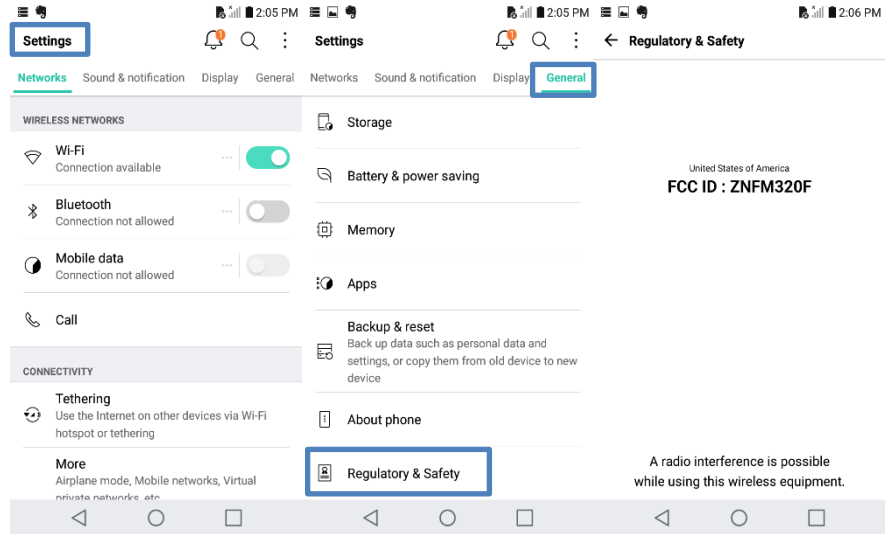 2:05 PM
Settings
Networks Sound & notification Display General
WIRELESS NETWORKS
Wi-Fi
Connection available
Bluetooth
Connection not allowed
Mobile data
Connection not allowed
Call
CONNECTIVITY
Tethering
Use the Internet on other devices via Wi-Fi
hotspot or tethering
More
Airplane mode, Mobile networks, Virtual
private networks, etc
2:05 PM
Settings
Networks Sound & notification Display General
Storage
Battery & power saving
Memory
Apps
Backup & reset
Back up data such as personal data and
settings, or copy them from old device to new
device
About phone
Regulatory & Safety
2:06 PM
Regulatory & Safety
United States of America
FCC ID : ZNFM320F
A radio interference is possible
while using this wireless equipment.